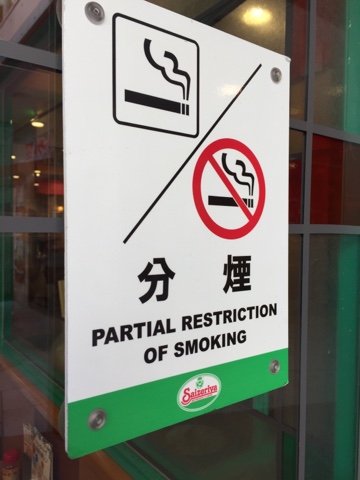 分 煙
PARTIAL RESTRICTION
OF SMOKING
Saizeriya